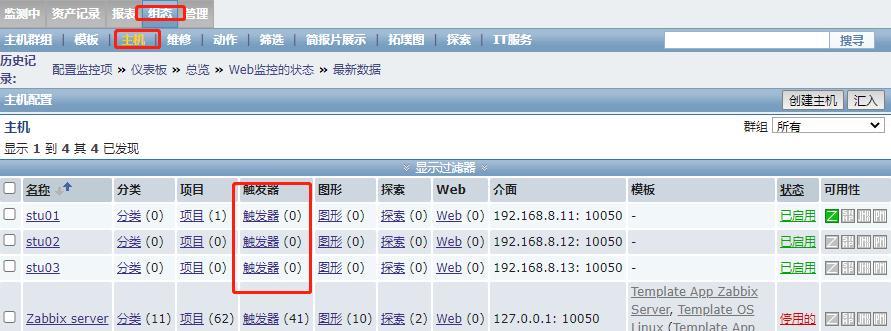 监测中 资产记录 报表 组态 管理
主机群组 | 模板 | 主机 | 维修 | 动作 | 筛选 | 简报片展示 | 拓墣图 | 探索 | IT服务 搜寻
历史记录: 配置监控项 » 仪表板 » 总览 » Web监控的状态 » 最新数据
主机配置 创建主机 汇入
主机 群组 所有
显示 1 到 4 其 4 已发现
显示过滤器
名称 分类 项目 触发器 图形 探索 Web 介面 模板 状态 可用性
stu01 分类 (0) 项目 (1) 触发器 (0) 图形 (0) 探索 (0) Web (0) 192.168.8.11: 10050 - 已启用
stu02 分类 (0) 项目 (0) 触发器 (0) 图形 (0) 探索 (0) Web (0) 192.168.8.12: 10050 - 已启用
stu03 分类 (0) 项目 (0) 触发器 (0) 图形 (0) 探索 (0) Web (0) 192.168.8.13: 10050 - 已启用
Zabbix server 分类 (11) 项目 (62) 触发器 (41) 图形 (10) 探索 (2) Web (0) 127.0.0.1: 10050 Template App Zabbix Server, Template OS Linux (Template App 停用的